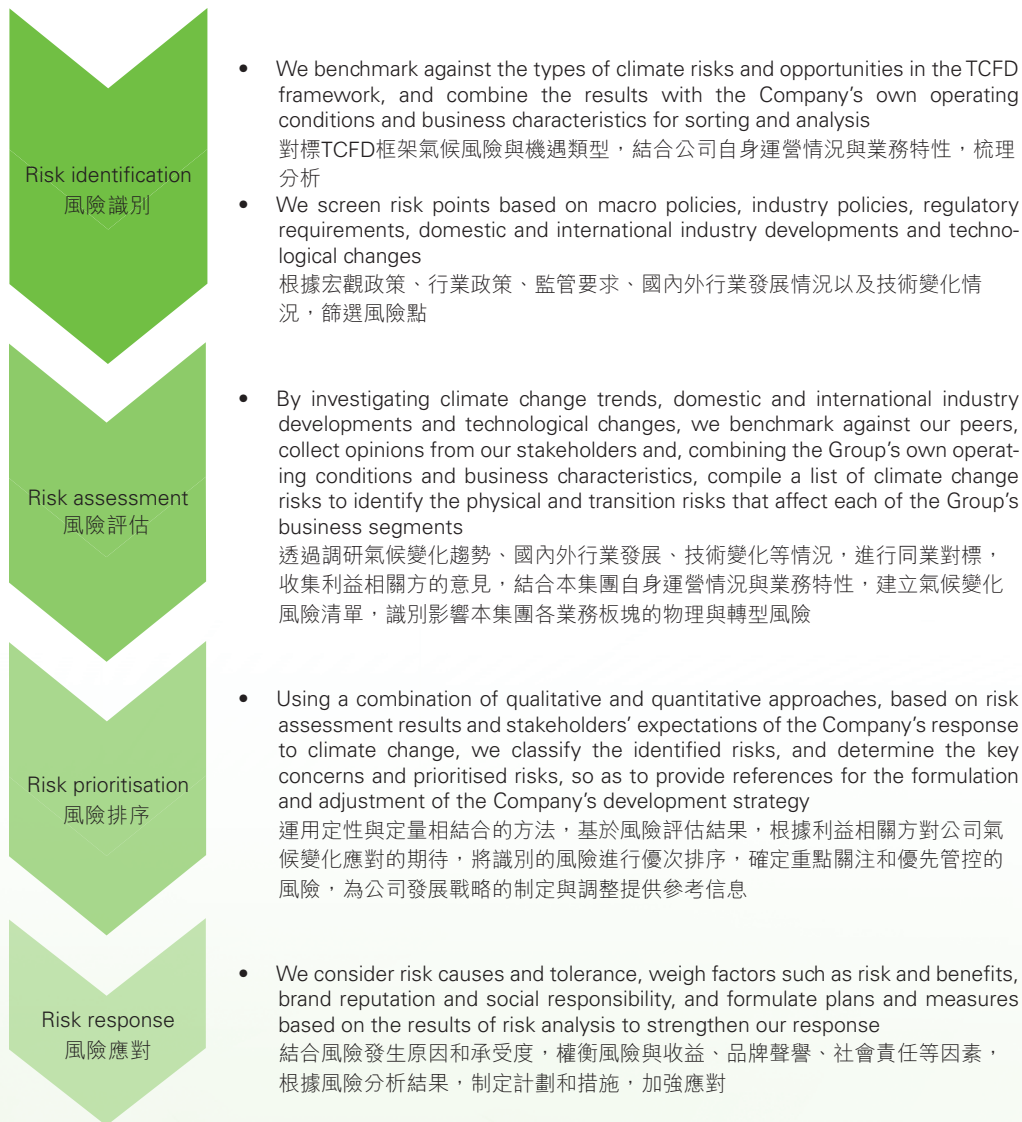 Risk identification
風險識別
• We benchmark against the types of climate risks and opportunities in the TCFD
framework, and combine the results with the Company's own operating
conditions and business characteristics for sorting and analysis
對標TCFD框架氣候風險與機遇類型，結合公司自身運營情況與業務特性，梳理
分析
• We screen risk points based on macro policies, industry policies, regulatory
requirements, domestic and international industry developments and techno-
logical changes
根據宏觀政策、行業政策、監管要求、國內外行業發展情況以及技術變化情
況，篩選風險點
Risk assessment
風險評估
• By investigating climate change trends, domestic and international industry
developments and technological changes, we benchmark against our peers,
collect opinions from our stakeholders and, combining the Group's own operat-
ing conditions and business characteristics, compile a list of climate change
risks to identify the physical and transition risks that affect each of the Group's
business segments
透過調研氣候變化趨勢、國內外行業發展、技術變化等情況，進行同業對標，
收集利益相關方的意見，結合本集團自身運營情況與業務特性，建立氣候變化
風險清單，識別影響本集團各業務板塊的物理與轉型風險
Risk prioritisation
風險排序
• Using a combination of qualitative and quantitative approaches, based on risk
assessment results and stakeholders' expectations of the Company's response
to climate change, we classify the identified risks, and determine the key
concerns and prioritised risks, so as to provide references for the formulation
and adjustment of the Company's development strategy
運用定性與定量相結合的方法，基於風險評估結果，根據利益相關方對公司氣
候變化應對的期待，將識別的風險進行優次排序，確定重點關注和優先管控的
風險，為公司發展戰略的制定與調整提供參考信息
Risk response
風險應對
• We consider risk causes and tolerance, weigh factors such as risk and benefits,
brand reputation and social responsibility, and formulate plans and measures
based on the results of risk analysis to strengthen our response
結合風險發生原因和承受度，權衡風險與收益、品牌聲譽、社會責任等因素，
根據風險分析結果，制定計劃和措施，加強應對